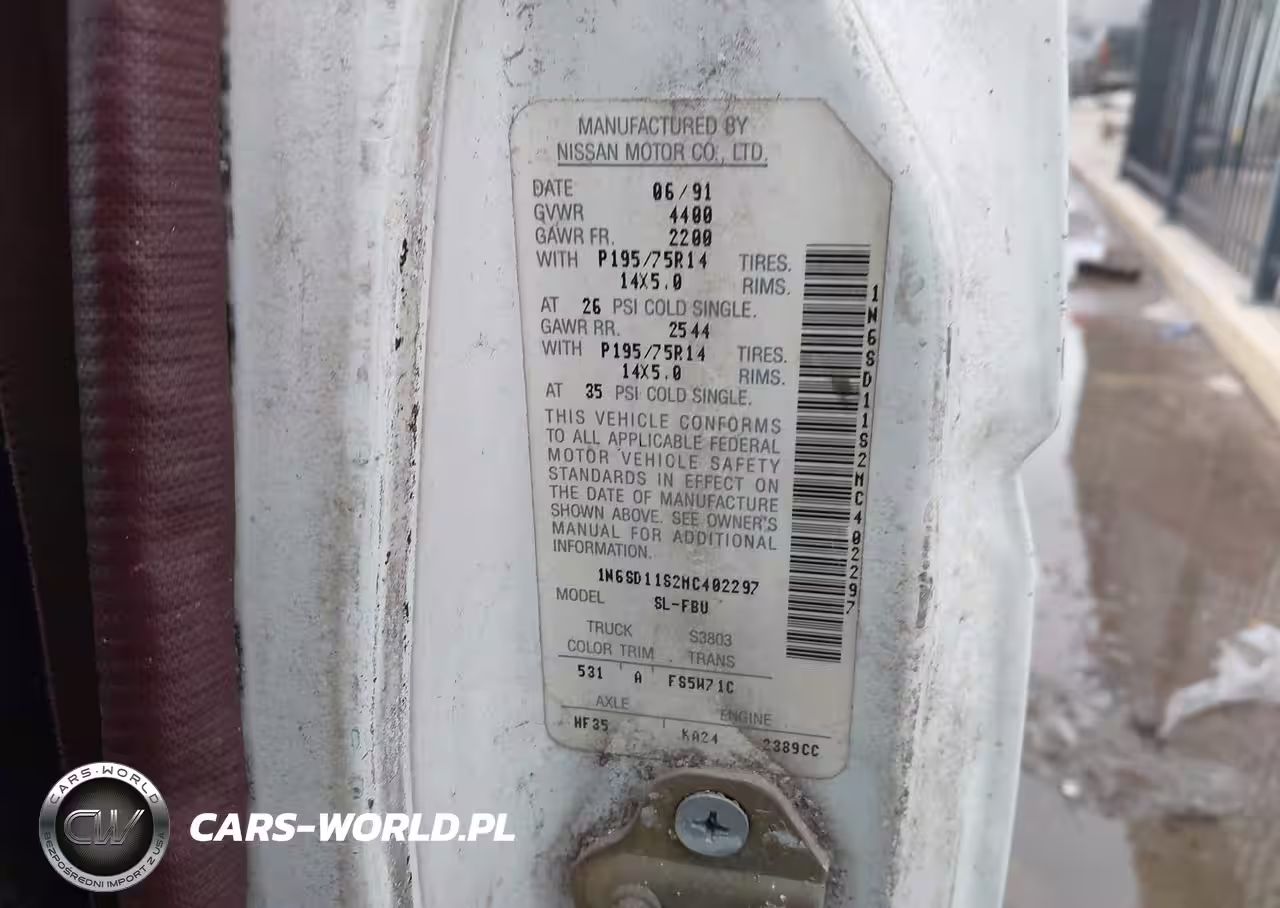 MANUFACTURED BY
NISSAN MOTOR CO., LTD.
DATE 06/91
GVWR 4400
GAWR FR. 2200
WITH P195/75R14 TIRES.
14X5.0 RIMS.
AT 26 PSI COLD SINGLE.
GAWR RR. 2544
WITH P195/75R14 TIRES.
14X5.0 RIMS.
AT 35 PSI COLD SINGLE.
THIS VEHICLE CONFORMS
TO ALL APPLICABLE FEDERAL
MOTOR VEHICLE SAFETY
STANDARDS IN EFFECT ON
THE DATE OF MANUFACTURE
SHOWN ABOVE. SEE OWNER'S
MANUAL FOR ADDITIONAL
INFORMATION.
1N6SD11S2MC402297
MODEL SL-FBU
TRUCK S3803
COLOR TRIM TRANS
531 A FS5W71C
AXLE ENGINE
HF35 KA24 2389CC
1N6SD11S2MC402297
CARS-WORLD
CW
BEZPOŚREDNI IMPORT Z USA
CARS-WORLD.PL